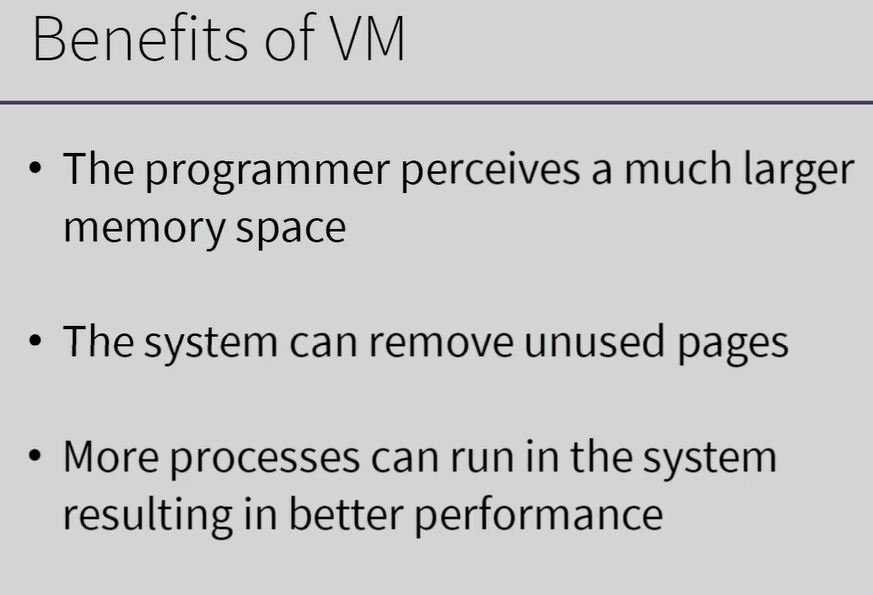 Benefits of VM
• The programmer perceives a much larger
memory space
• The system can remove unused pages
• More processes can run in the system
resulting in better performance